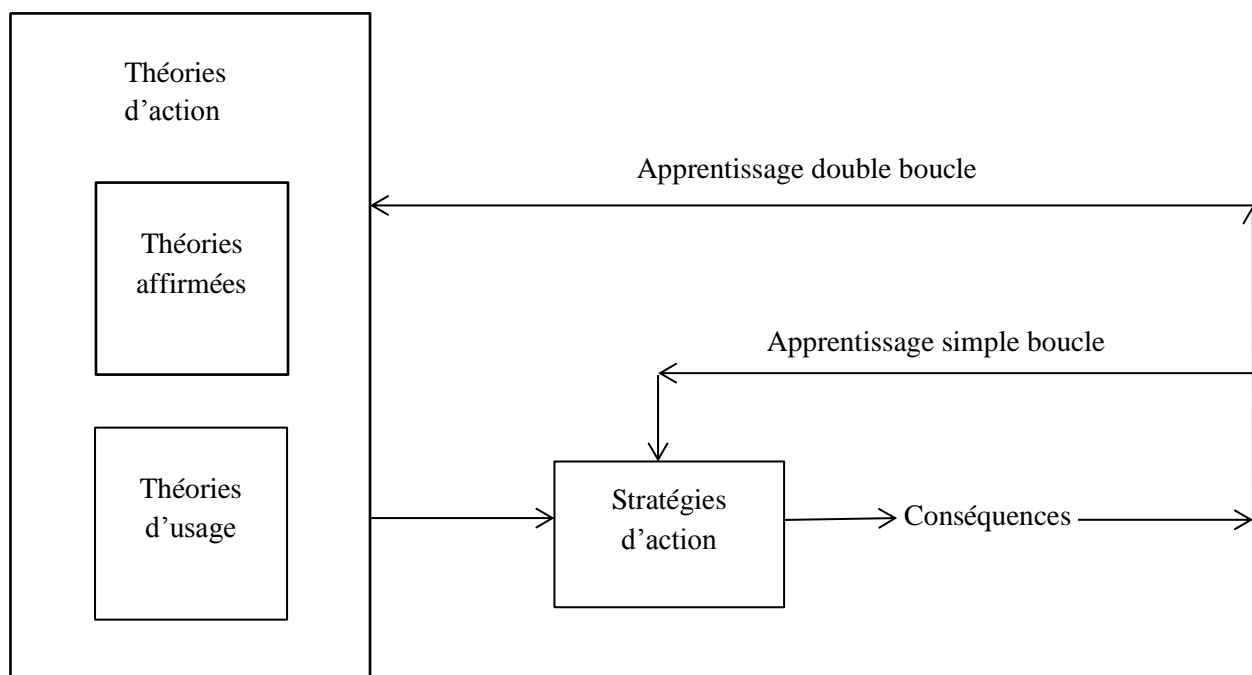 Théories
d’action
Apprentissage double boucle
Théories
affirmées
Apprentissage simple boucle
Théories
d’usage
Stratégies
d’action
Conséquences